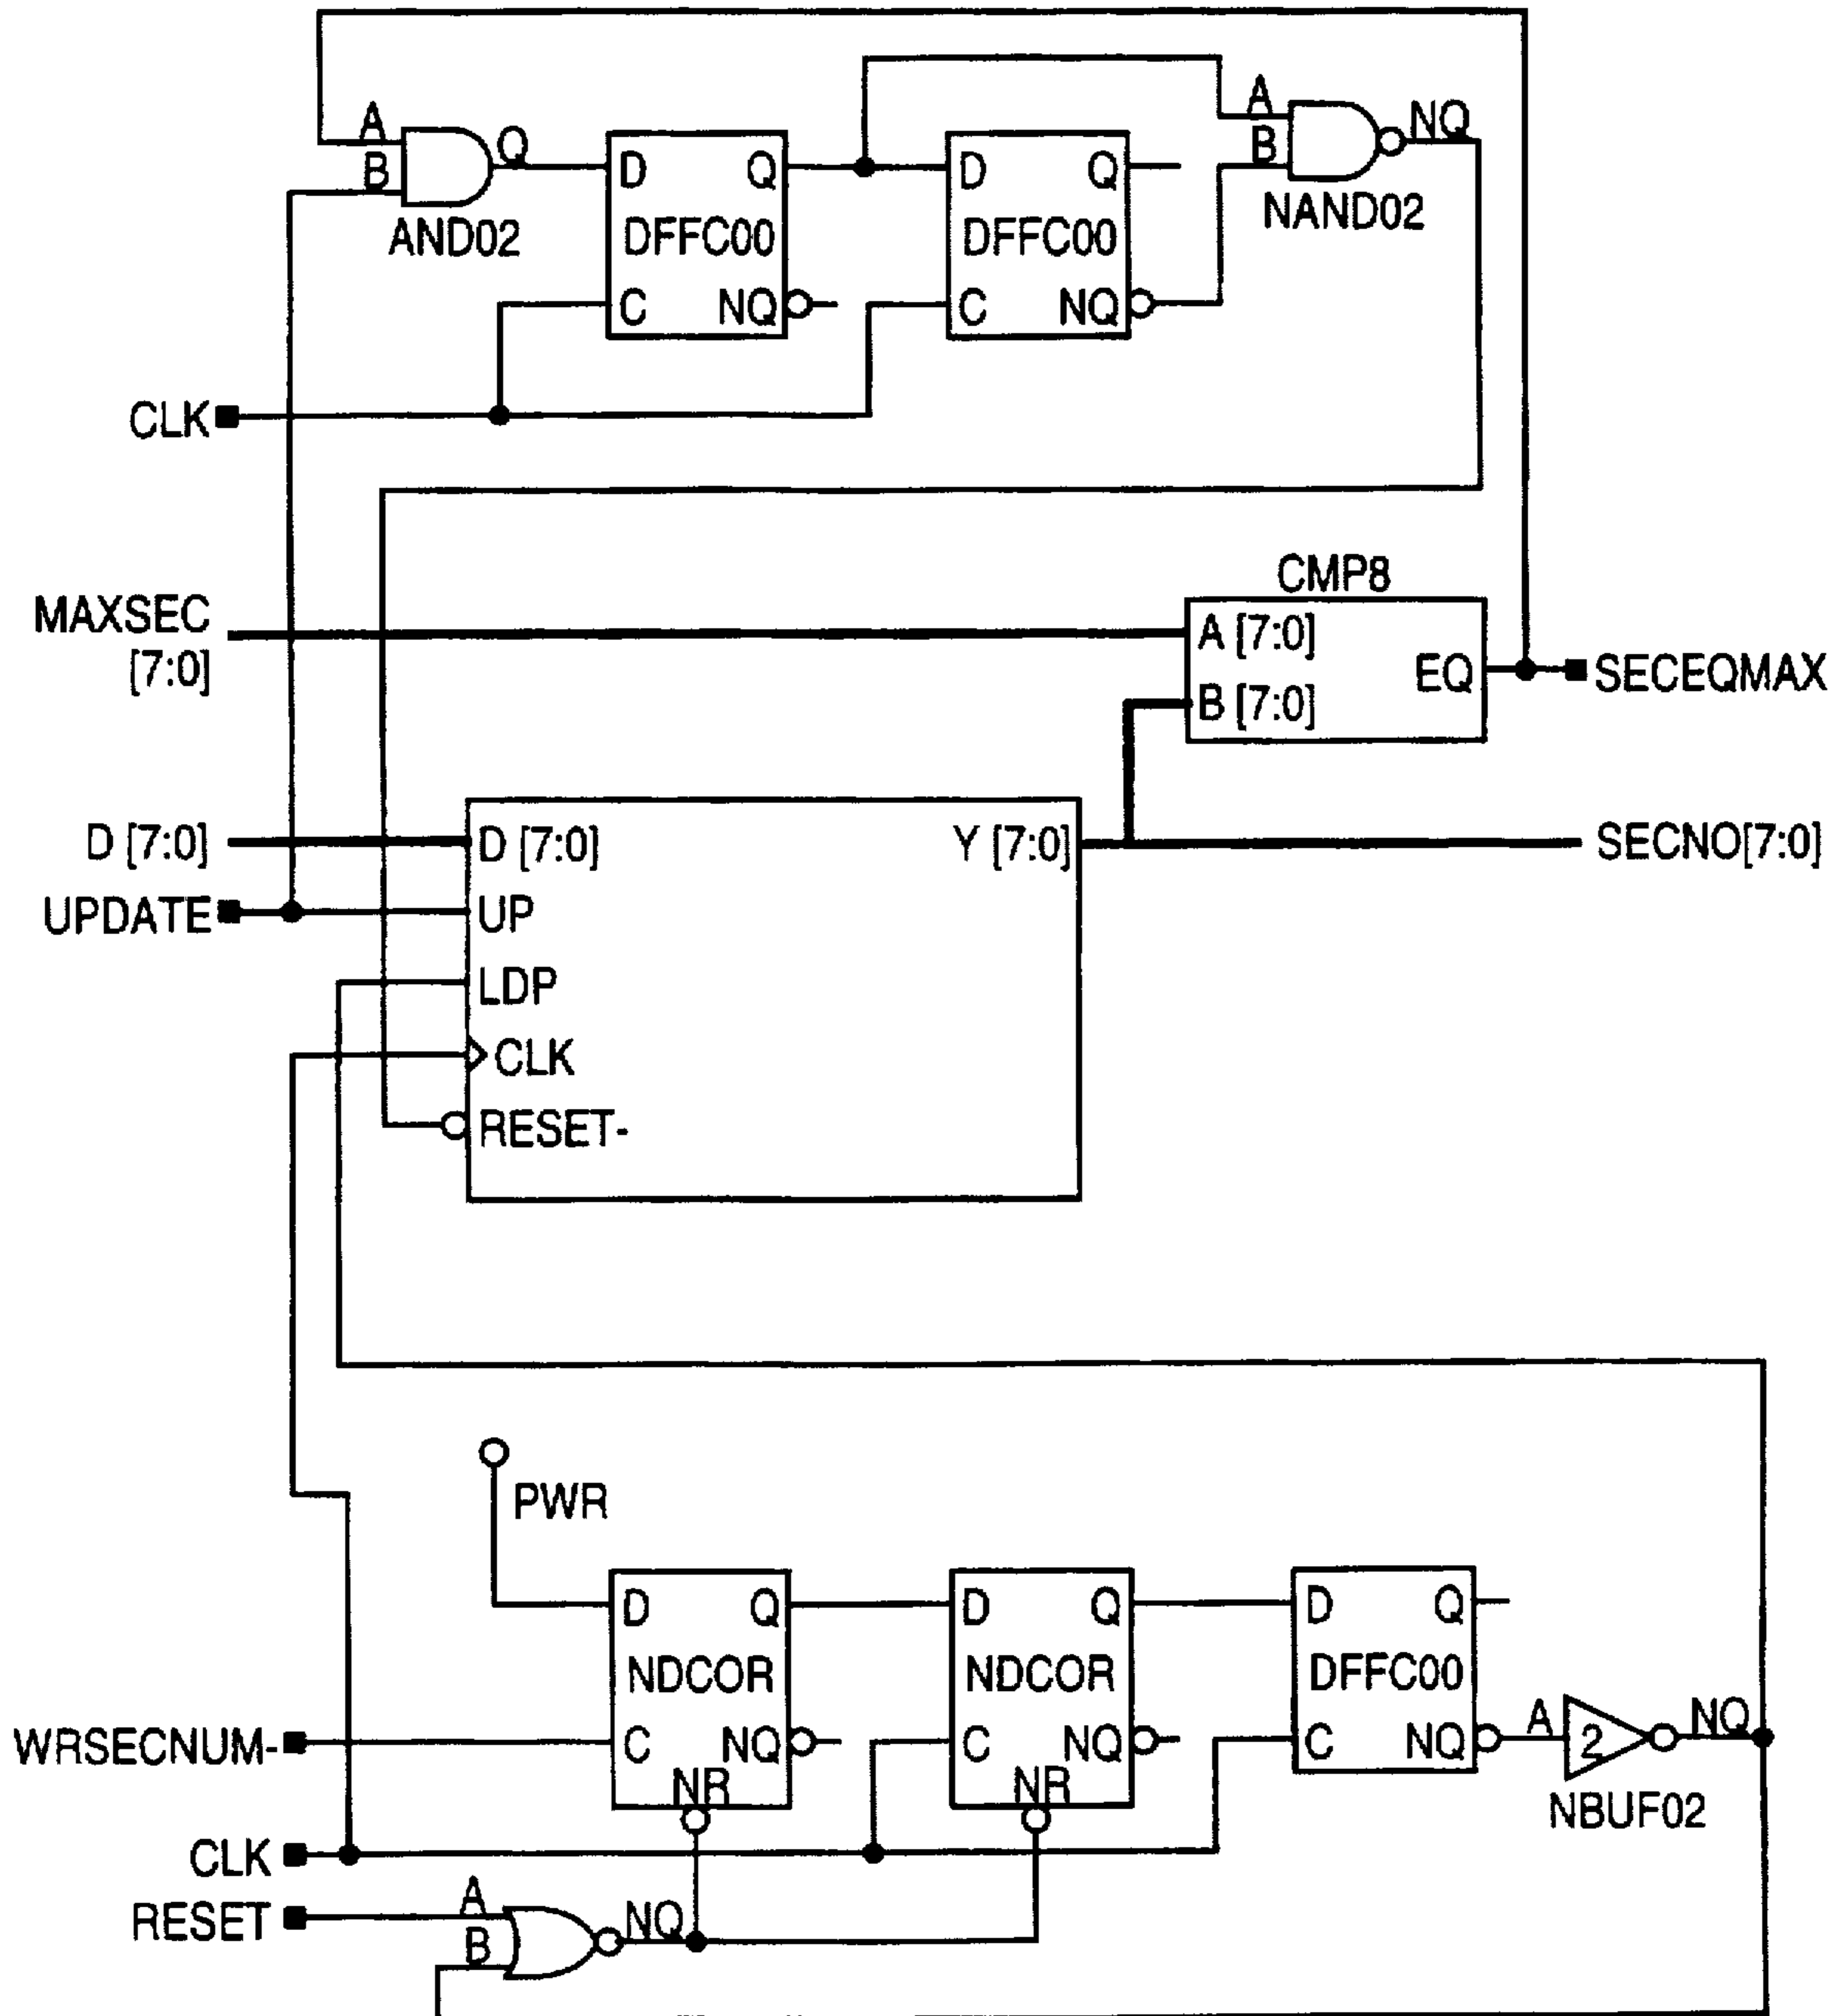 A
B
Q
AND02
D
Q
DFFC00
C
NQ
D
Q
DFFC00
C
NQ
A
B
NQ
NAND02
CLK
MAXSEC
[7:0]
CMP8
A [7:0]
B [7:0]
EQ
SECEQMAX
D [7:0]
UPDATE
D [7:0]
UP
LDP
CLK
RESET-
Y [7:0]
SECNO[7:0]
PWR
D
Q
NDCOR
C
NQ
NR
D
Q
NDCOR
C
NQ
NR
D
Q
DFFC00
C
NQ
A
2
NQ
NBUF02
WRSECNUM-
CLK
RESET
A
B
NQ